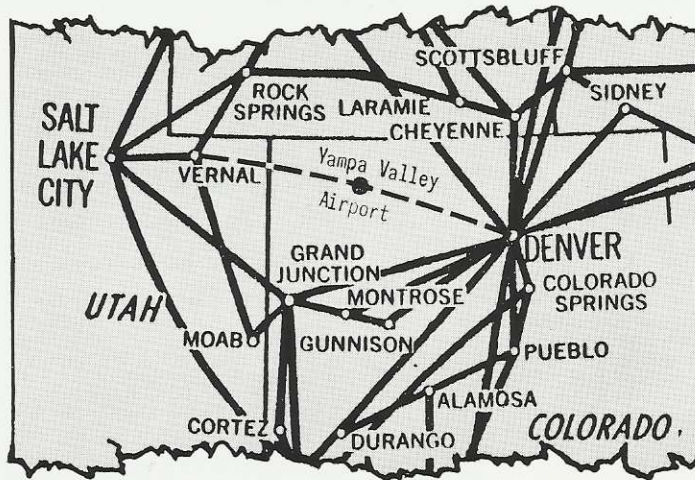 SCOTTSBLUFF
ROCK
SPRINGS
LARAMIE
SIDNEY
CHEYENNE
SALT
LAKE
CITY
VERNAL
Yampa Valley
Airport
DENVER
GRAND
JUNCTION
COLORADO
SPRINGS
MONTROSE
UTAH
MOAB
GUNNISON
PUEBLO
ALAMOSA
CORTEZ
DURANGO
COLORADO